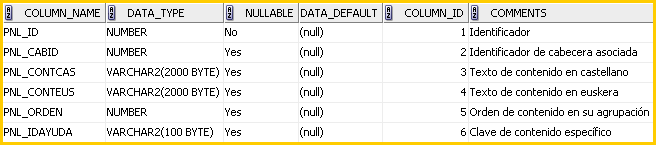 COLUMN_NAME DATA_TYPE NULLABLE DATA_DEFAULT COLUMN_ID COMMENTS
PNL_ID NUMBER No (null) 1 Identificador
PNL_CABID NUMBER Yes (null) 2 Identificador de cabecera asociada
PNL_CONTCAS VARCHAR2(2000 BYTE) Yes (null) 3 Texto de contenido en castellano
PNL_CONTEUS VARCHAR2(2000 BYTE) Yes (null) 4 Texto de contenido en euskera
PNL_ORDEN NUMBER Yes (null) 5 Orden de contenido en su agrupación
PNL_IDAYUDA VARCHAR2(100 BYTE) Yes (null) 6 Clave de contenido específico